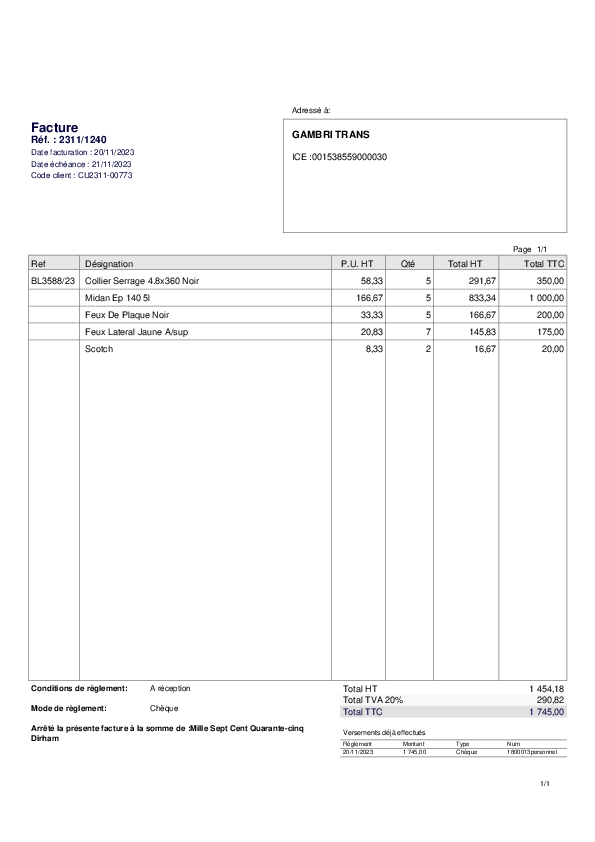 Adressé à:
Facture
Réf. : 2311/1240
Date facturation : 20/11/2023
Date échéance : 21/11/2023
Code client : CU2311-00773
GAMBRI TRANS
ICE :001538559000030
Page 1/1
Ref Désignation P.U. HT Qté Total HT Total TTC
BL3588/23 Collier Serrage 4.8x360 Noir 58,33 5 291,67 350,00
Midan Ep 140 5l 166,67 5 833,34 1 000,00
Feux De Plaque Noir 33,33 5 166,67 200,00
Feux Lateral Jaune A/sup 20,83 7 145,83 175,00
Scotch 8,33 2 16,67 20,00
Conditions de règlement: A réception
Mode de règlement: Chèque
Arrêté la présente facture à la somme de :Mille Sept Cent Quarante-cinq
Dirham
Total HT 1 454,18
Total TVA 20% 290,82
Total TTC 1 745,00
Versements déjà effectués
Règlement Montant Type Num
20/11/2023 1 745,00 Chèque 1800013personnel
1/1